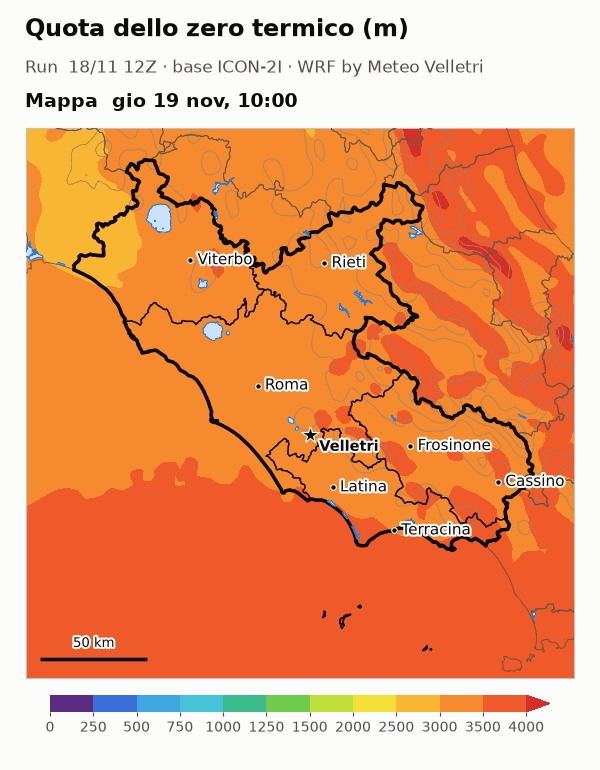 Quota dello zero termico (m)
Run  18/11 12Z · base ICON-2I · WRF by Meteo Velletri
Mappa  gio 19 nov, 10:00
Viterbo
Rieti
Roma
Velletri
Frosinone
Cassino
Latina
Terracina
50 km
0 250 500 750 1000 1250 1500 2000 2500 3000 3500 4000